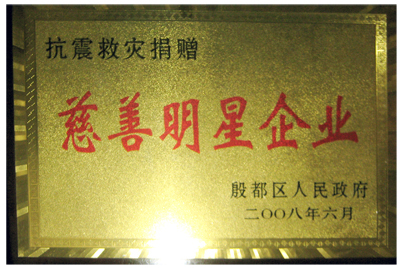 抗震救灾捐赠
慈善明星企业
殷都区人民政府
二〇〇八年六月